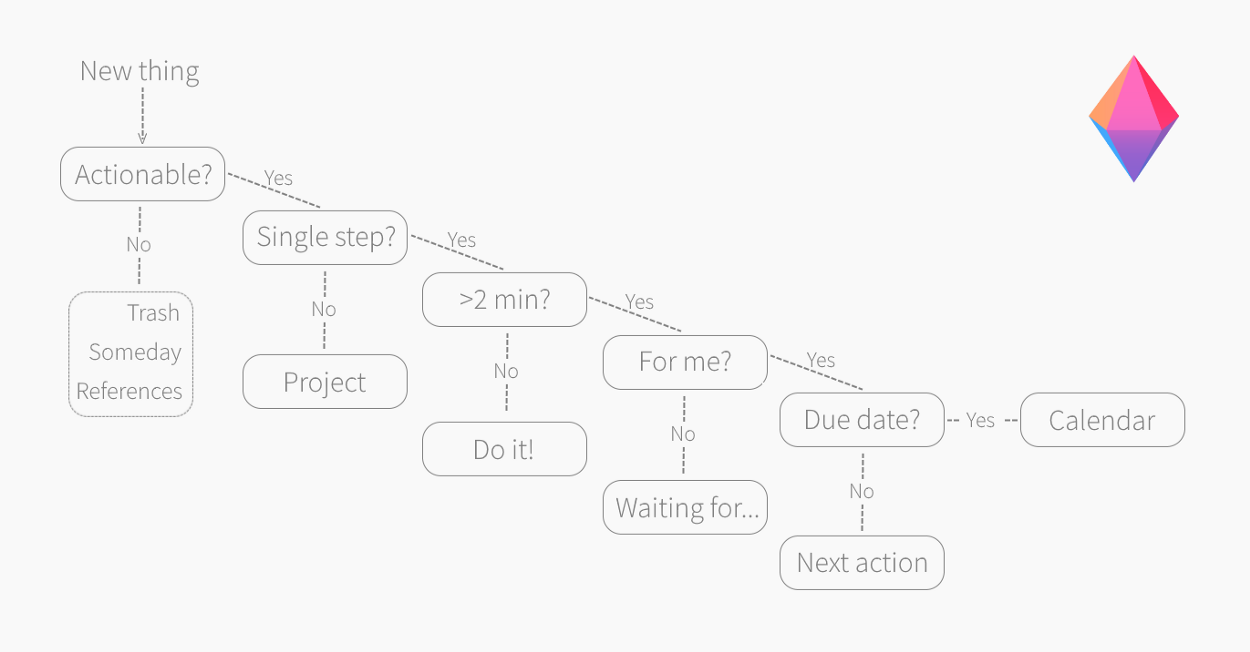 New thing
Actionable?
Yes
No
Trash
Someday
References
Single step?
Yes
No
Project
>2 min?
Yes
No
Do it!
For me?
Yes
No
Waiting for...
Due date?
Yes
Calendar
No
Next action